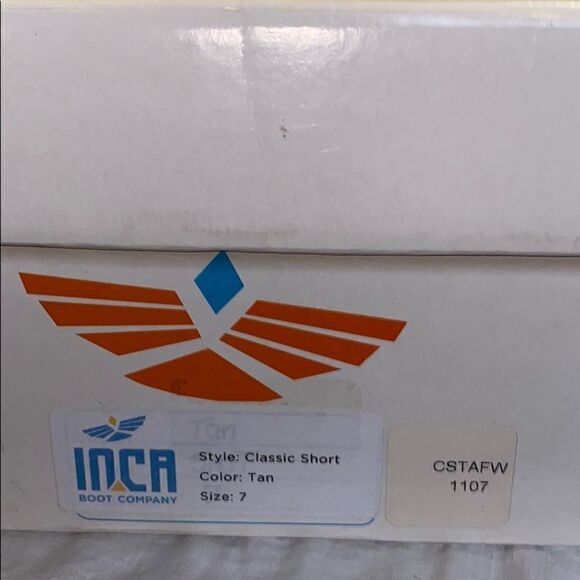 Tan
INCA
BOOT COMPANY
Style: Classic Short
Color: Tan
Size: 7
CSTAFW
1107